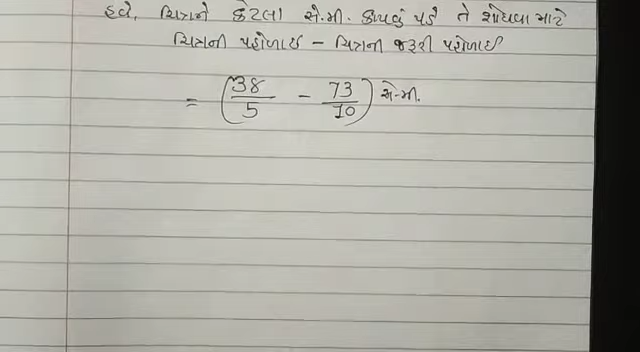 હવે, ચિત્રને કેટલા સે.મી. કાપવું પડે તે શોધવા માટે
ચિત્રની પહોળાઈ - ચિત્રની જરૂરી પહોળાઈ
= (38/5 - 73/10) સે.મી.